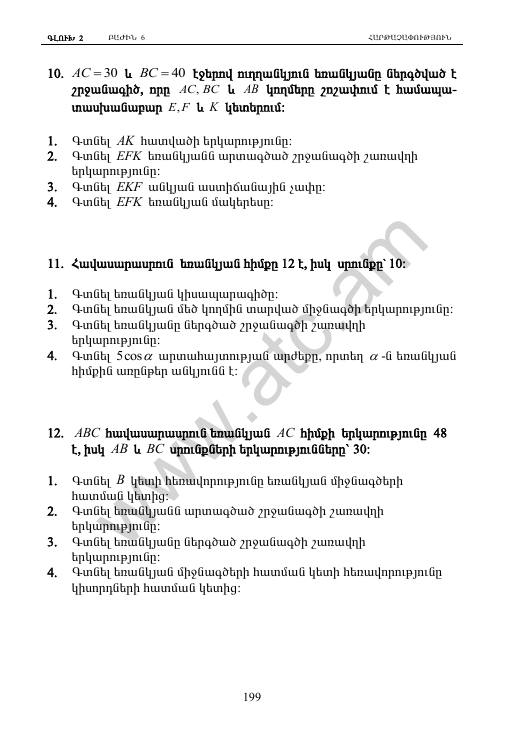 ԳԼՈՒԽ 2 ԲԱԺԻՆ 6 ՀԱՐԹԱՉԱՓՈՒԹՅՈՒՆ
10. AC = 30 և BC = 40 էջերով ուղղանկյուն եռանկյանը ներգծված է
շրջանագիծ, որը AC, BC և AB կողմերը շոշափում է համապա-
տասխանաբար E, F և K կետերում:
1. Գտնել AK հատվածի երկարությունը:
2. Գտնել EFK եռանկյանն արտագծած շրջանագծի շառավղի
երկարությունը:
3. Գտնել EKF անկյան աստիճանային չափը:
4. Գտնել EFK եռանկյան մակերեսը:
11. Հավասարասրուն եռանկյան հիմքը 12 է, իսկ սրունքը՝ 10:
1. Գտնել եռանկյան կիսապարագիծը:
2. Գտնել եռանկյան մեծ կողմին տարված միջնագծի երկարությունը:
3. Գտնել եռանկյանը ներգծած շրջանագծի շառավղի
երկարությունը:
4. Գտնել 5cosα արտահայտության արժեքը, որտեղ α -ն եռանկյան
հիմքին առընթեր անկյունն է:
12. ABC հավասարասրուն եռանկյան AC հիմքի երկարությունը 48
է, իսկ AB և BC սրունքների երկարությունները՝ 30:
1. Գտնել B կետի հեռավորությունը եռանկյան միջնագծերի
հատման կետից:
2. Գտնել եռանկյանն արտագծած շրջանագծի շառավղի
երկարությունը:
3. Գտնել եռանկյանը ներգծած շրջանագծի շառավղի
երկարությունը:
4. Գտնել եռանկյան միջնագծերի հատման կետի հեռավորությունը
կիսորդների հատման կետից:
www.atc.am
199